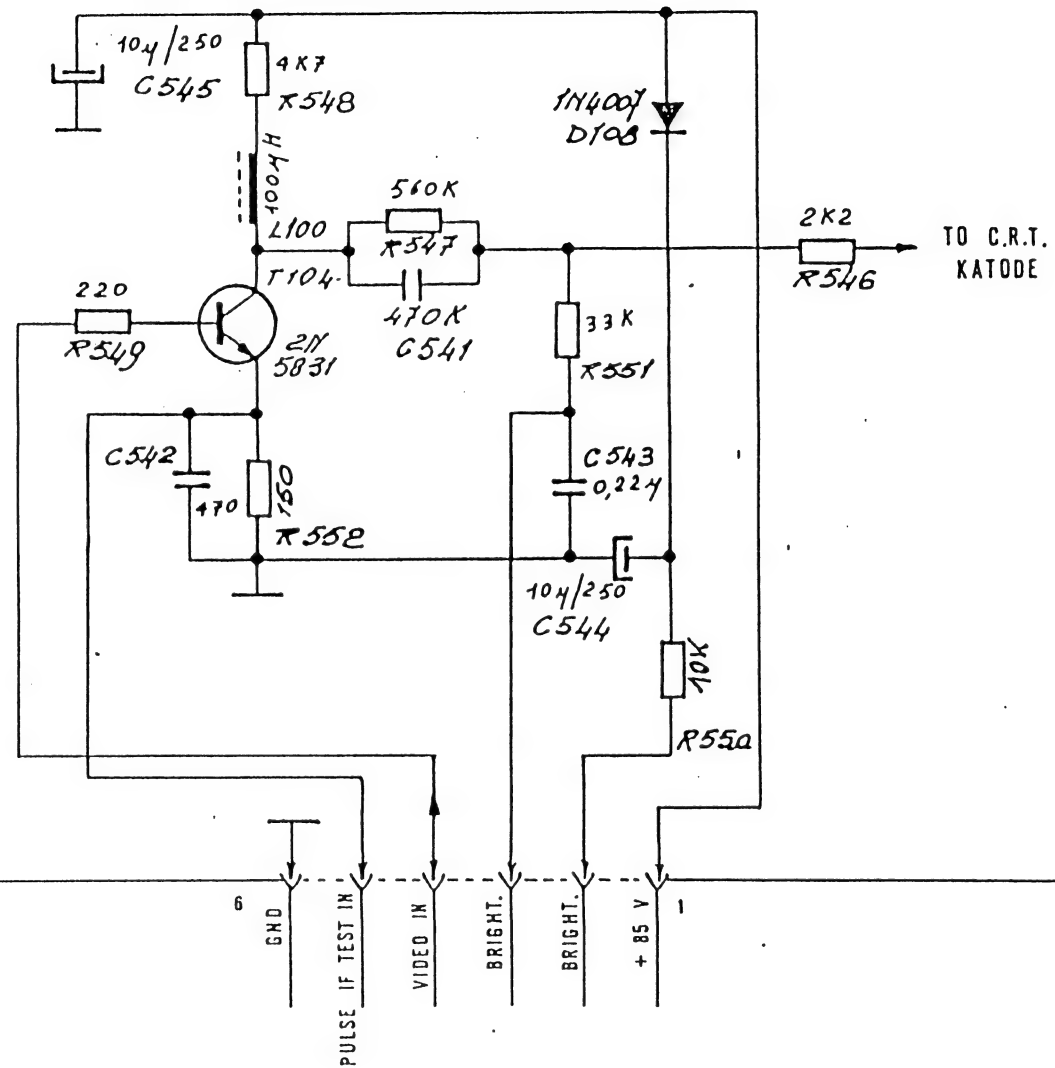 10µ/250
C545
4K7
R548
1N4007
D108
100µH
L100
560K
R547
2K2
R546
TO C.R.T.
KATODE
T104
470K
C541
220
R549
2N
5831
33K
R551
C542
470
150
R552
C543
0,22µ
10µ/250
C544
10K
R550
6
GND
PULSE IF TEST IN
VIDEO IN
BRIGHT.
BRIGHT.
+ 85 V
1